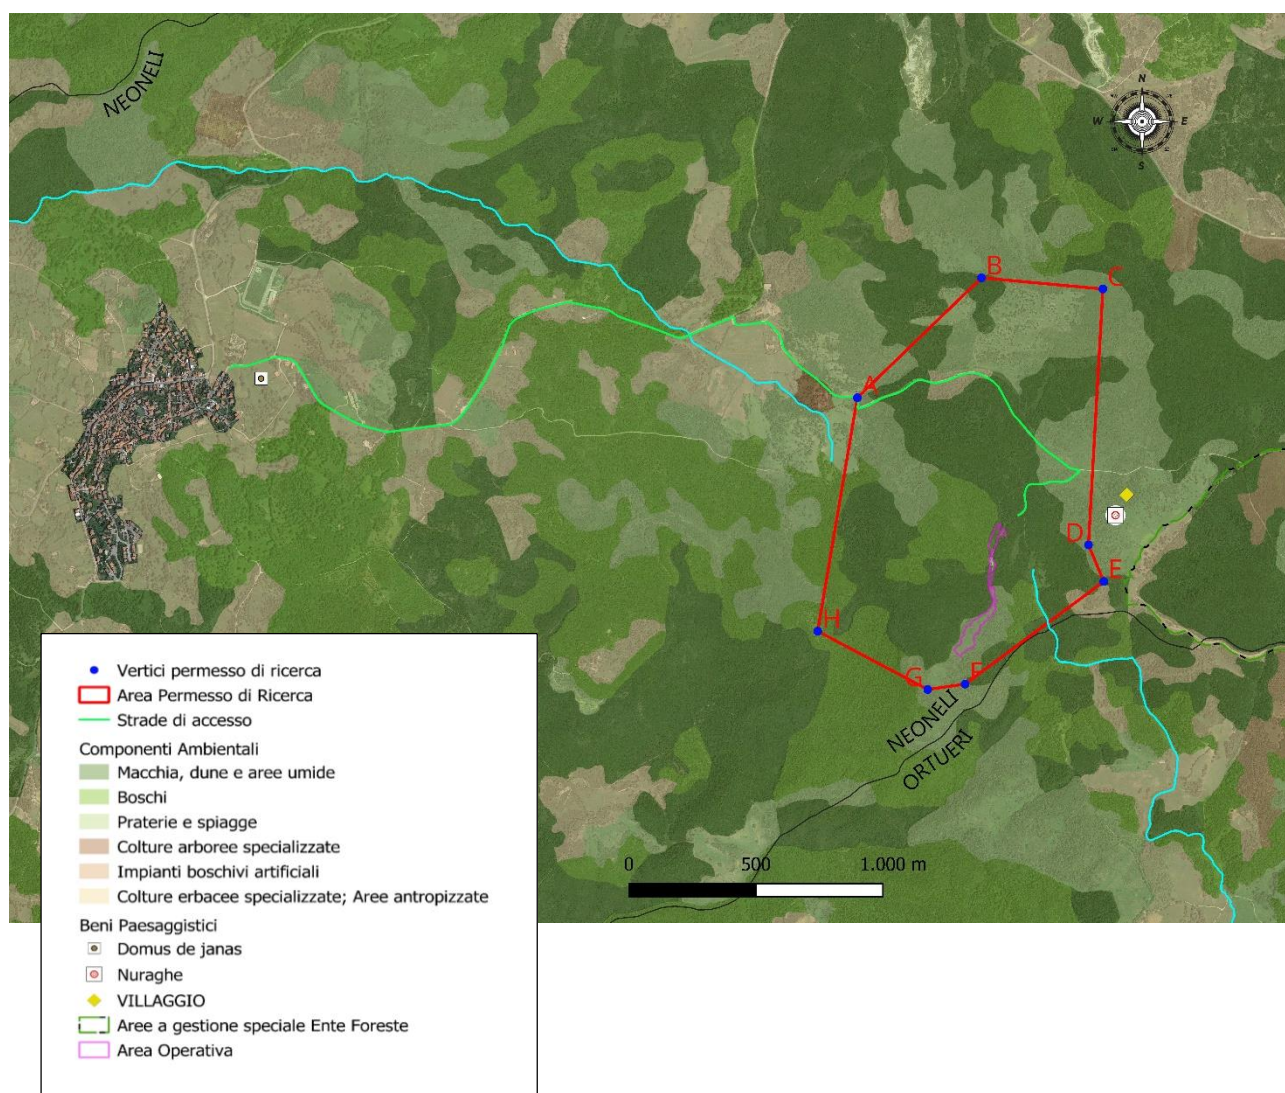 NEONELI
N
W
E
S
B
C
A
D
E
H
G
F
NEONELI
ORTUERI
0 500 1.000 m
Vertici permesso di ricerca
Area Permesso di Ricerca
Strade di accesso
Componenti Ambientali
Macchia, dune e aree umide
Boschi
Praterie e spiagge
Colture arboree specializzate
Impianti boschivi artificiali
Colture erbacee specializzate; Aree antropizzate
Beni Paesaggistici
Domus de janas
Nuraghe
VILLAGGIO
Aree a gestione speciale Ente Foreste
Area Operativa